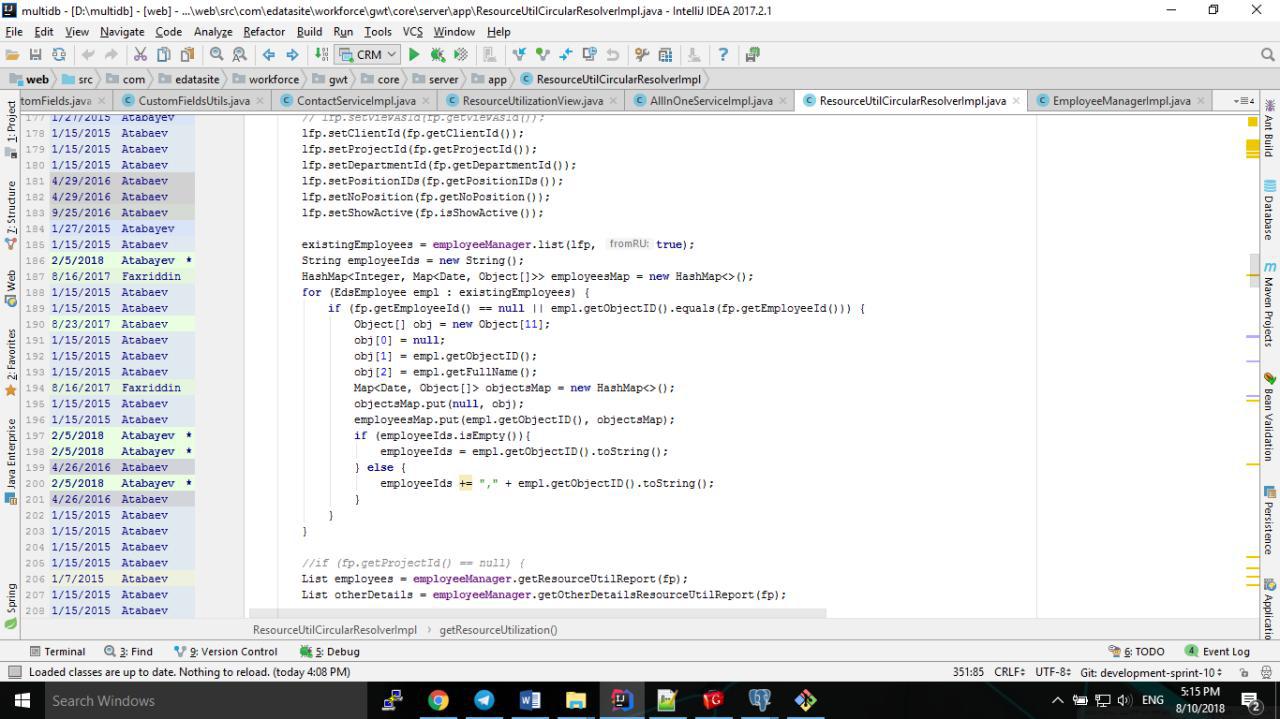 multidb - [D:\multidb] - [web] - ...\web\src\com\edatasite\workforce\gwt\core\server\app\ResourceUtilCircularResolverImpl.java - IntelliJ IDEA 2017.2.1
File Edit View Navigate Code Analyze Refactor Build Run Tools VCS Window Help
CRM
web src com edatasite workforce gwt core server app ResourceUtilCircularResolverImpl
tomFields.java CustomFieldsUtils.java ContactServiceImpl.java ResourceUtilizationView.java AllInOneServiceImpl.java ResourceUtilCircularResolverImpl.java EmployeeManagerImpl.java
177 1/27/2015 Atabayev // lfp.setViewAsId(fp.getViewAsId());
178 1/15/2015 Atabaev lfp.setClientId(fp.getClientId());
179 1/15/2015 Atabaev lfp.setProjectId(fp.getProjectId());
180 1/15/2015 Atabaev lfp.setDepartmentId(fp.getDepartmentId());
181 4/29/2016 Atabaev lfp.setPositionIDs(fp.getPositionIDs());
182 4/29/2016 Atabaev lfp.setNoPosition(fp.getNoPosition());
183 9/25/2016 Atabaev lfp.setShowActive(fp.isShowActive());
184 1/27/2015 Atabayev
185 1/15/2015 Atabaev existingEmployees = employeeManager.list(lfp, fromRU: true);
186 2/5/2018 Atabayev * String employeeIds = new String();
187 8/16/2017 Faxriddin HashMap<Integer, Map<Date, Object[]>> employeesMap = new HashMap<>();
188 1/15/2015 Atabaev for (EdsEmployee empl : existingEmployees) {
189 1/15/2015 Atabaev if (fp.getEmployeeId() == null || empl.getObjectID().equals(fp.getEmployeeId())) {
190 8/23/2017 Atabaev Object[] obj = new Object[11];
191 1/15/2015 Atabaev obj[0] = null;
192 1/15/2015 Atabaev obj[1] = empl.getObjectID();
193 1/15/2015 Atabaev obj[2] = empl.getFullName();
194 8/16/2017 Faxriddin Map<Date, Object[]> objectsMap = new HashMap<>();
195 1/15/2015 Atabaev objectsMap.put(null, obj);
196 1/15/2015 Atabaev employeesMap.put(empl.getObjectID(), objectsMap);
197 2/5/2018 Atabayev * if (employeeIds.isEmpty()){
198 2/5/2018 Atabayev * employeeIds = empl.getObjectID().toString();
199 4/26/2016 Atabaev } else {
200 2/5/2018 Atabayev * employeeIds += "," + empl.getObjectID().toString();
201 4/26/2016 Atabaev }
202 1/15/2015 Atabaev }
203 1/15/2015 Atabaev }
204 1/15/2015 Atabaev
205 1/15/2015 Atabaev //if (fp.getProjectId() == null) {
206 1/7/2015 Atabaev List employees = employeeManager.getResourceUtilReport(fp);
207 1/15/2015 Atabaev List otherDetails = employeeManager.getOtherDetailsResourceUtilReport(fp);
208 1/15/2015 Atabaev
1: Project
7: Structure
Web
2: Favorites
Java Enterprise
Spring
Ant Build
Database
Maven Projects
Bean Validation
Persistence
Applicatio
ResourceUtilCircularResolverImpl › getResourceUtilization()
Terminal 3: Find 9: Version Control 5: Debug 6: TODO 4 Event Log
Loaded classes are up to date. Nothing to reload. (today 4:08 PM) 351:85 CRLF UTF-8 Git: development-sprint-10
Search Windows
ENG
5:15 PM
8/10/2018
2